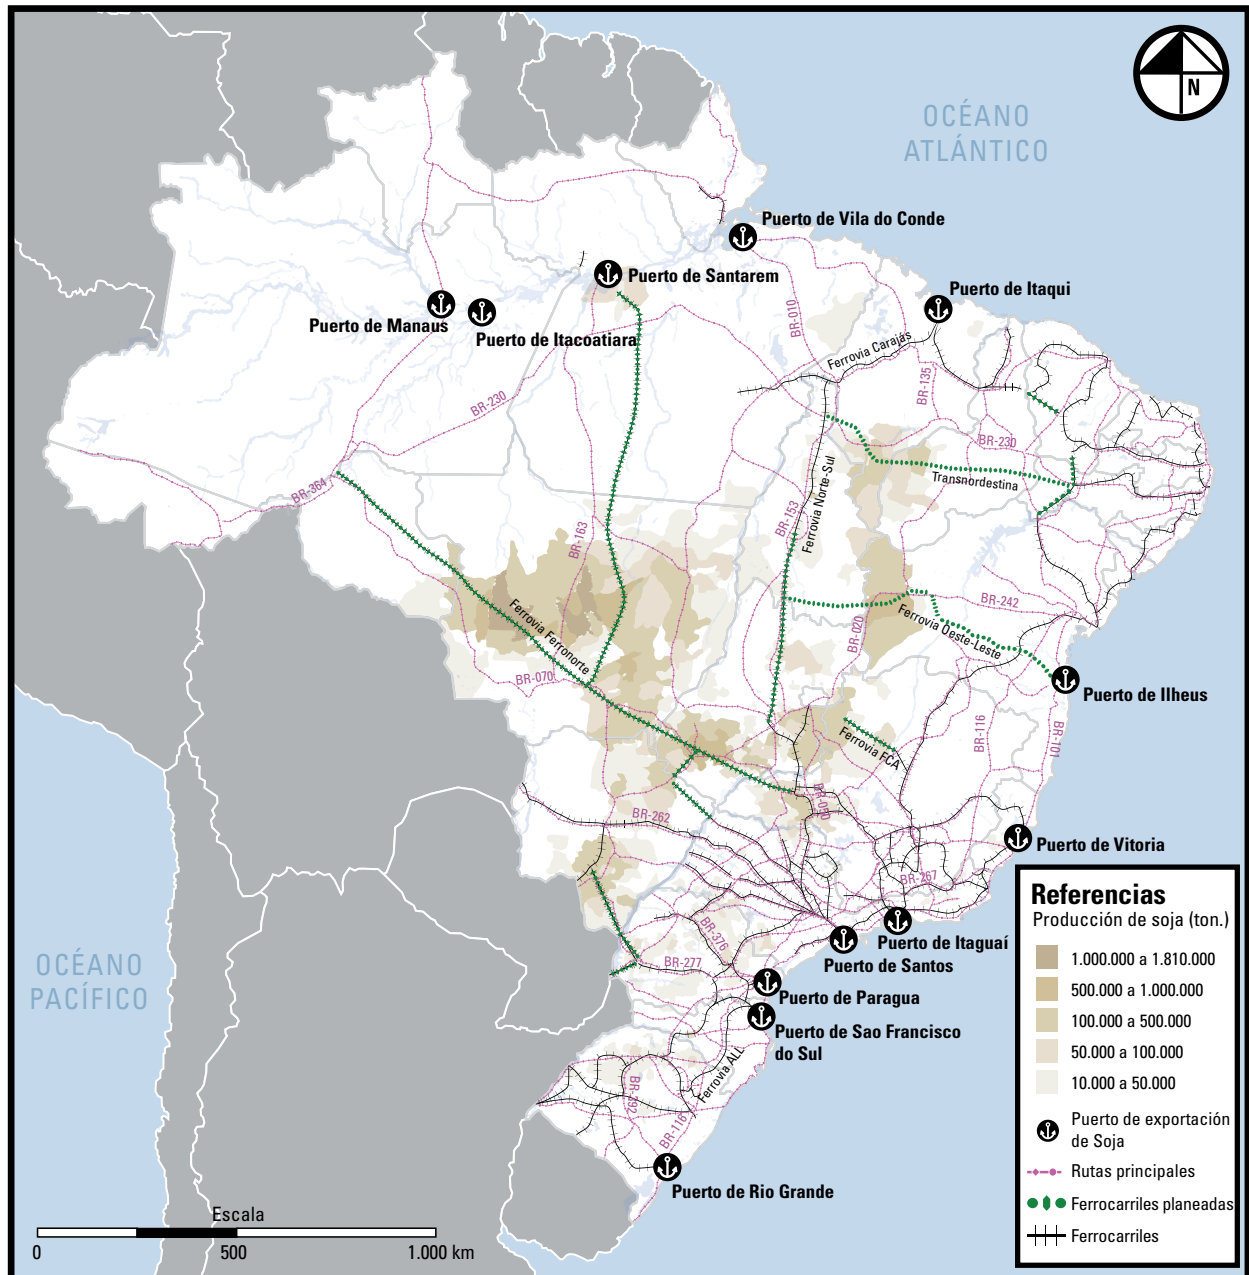 N
OCÉANO
ATLÁNTICO
Puerto de Vila do Conde
Puerto de Santarem
Puerto de Itaqui
Puerto de Manaus
Puerto de Itacoatiara
BR-010
Ferrovia Carajás
BR-135
BR-230
BR-230
Transnordestina
Ferrovia Norte-Sul
BR-153
BR-364
BR-163
Ferrovia Ferronorte
BR-242
BR-020
Ferrovia Oeste-Leste
BR-070
Puerto de Ilheus
BR-116
BR-101
Ferrovia FCA
BR-050
BR-262
Puerto de Vitoria
BR-267
BR-376
Puerto de Itaguaí
Puerto de Santos
BR-277
OCÉANO
PACÍFICO
Puerto de Paragua
Puerto de Sao Francisco
do Sul
Ferrovia ALL
BR-392
BR-116
Puerto de Rio Grande
Referencias
Producción de soja (ton.)
1.000.000 a 1.810.000
500.000 a 1.000.000
100.000 a 500.000
50.000 a 100.000
10.000 a 50.000
Puerto de exportación
de Soja
Rutas principales
Ferrocarriles planeadas
Ferrocarriles
Escala
0 500 1.000 km